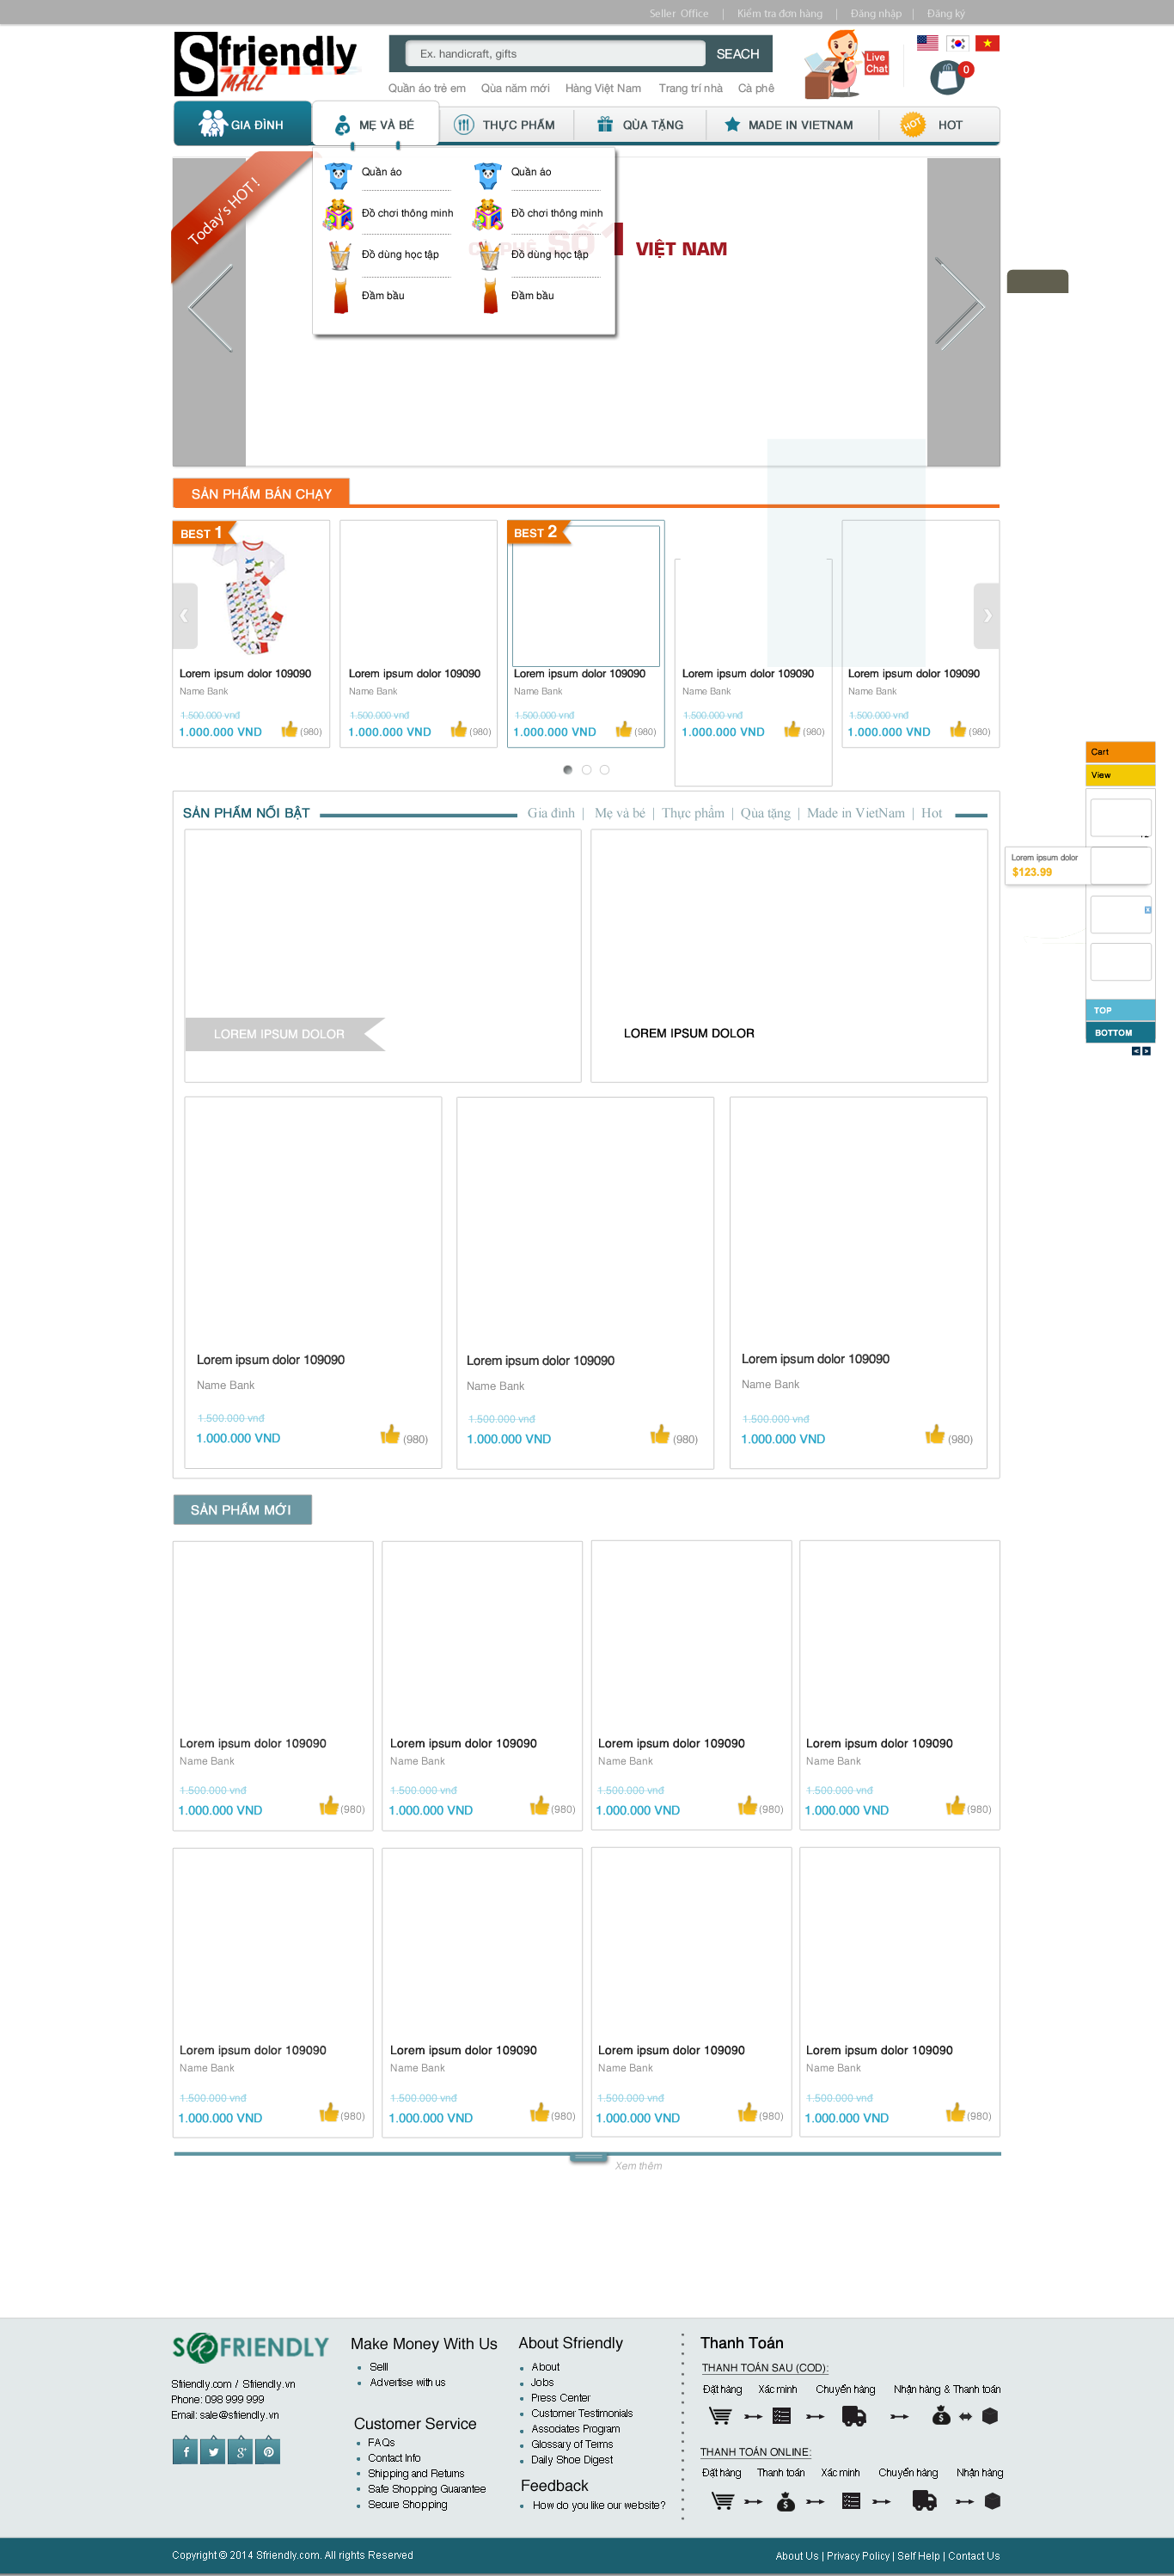 Seller Office | Kiểm tra đơn hàng | Đăng nhập | Đăng ký
Sfriendly
MALL
Ex. handicraft, gifts
SEACH
Live Chat
0
Quần áo trẻ em Qùa năm mới Hàng Việt Nam Trang trí nhà Cà phê
GIA ĐÌNH
MẸ VÀ BÉ
THỰC PHẨM
QÙA TẶNG
MADE IN VIETNAM
HOT
HOT
Today's HOT!
Quần áo Quần áo
Đồ chơi thông minh Đồ chơi thông minh
Đồ dùng học tập Đồ dùng học tập
Đầm bầu Đầm bầu
SỐ 1 VIỆT NAM
SẢN PHẨM BÁN CHẠY
BEST 1
BEST 2
Lorem ipsum dolor 109090 Lorem ipsum dolor 109090 Lorem ipsum dolor 109090 Lorem ipsum dolor 109090 Lorem ipsum dolor 109090
Name Bank Name Bank Name Bank Name Bank Name Bank
1.500.000 vnđ 1.500.000 vnđ 1.500.000 vnđ 1.500.000 vnđ 1.500.000 vnđ
1.000.000 VND (980) 1.000.000 VND (980) 1.000.000 VND (980) 1.000.000 VND (980) 1.000.000 VND (980)
Cart
View
Lorem ipsum dolor
$123.99
x
TOP
BOTTOM
< >
SẢN PHẨM NỔI BẬT
Gia đình | Mẹ và bé | Thực phẩm | Qùa tặng | Made in VietNam | Hot
LOREM IPSUM DOLOR
LOREM IPSUM DOLOR
Lorem ipsum dolor 109090 Lorem ipsum dolor 109090 Lorem ipsum dolor 109090
Name Bank Name Bank Name Bank
1.500.000 vnđ 1.500.000 vnđ 1.500.000 vnđ
1.000.000 VND (980) 1.000.000 VND (980) 1.000.000 VND (980)
SẢN PHẨM MỚI
Lorem ipsum dolor 109090 Lorem ipsum dolor 109090 Lorem ipsum dolor 109090 Lorem ipsum dolor 109090
Name Bank Name Bank Name Bank Name Bank
1.500.000 vnđ 1.500.000 vnđ 1.500.000 vnđ 1.500.000 vnđ
1.000.000 VND (980) 1.000.000 VND (980) 1.000.000 VND (980) 1.000.000 VND (980)
Lorem ipsum dolor 109090 Lorem ipsum dolor 109090 Lorem ipsum dolor 109090 Lorem ipsum dolor 109090
Name Bank Name Bank Name Bank Name Bank
1.500.000 vnđ 1.500.000 vnđ 1.500.000 vnđ 1.500.000 vnđ
1.000.000 VND (980) 1.000.000 VND (980) 1.000.000 VND (980) 1.000.000 VND (980)
Xem thêm
SFRIENDLY
Sfriendly.com / Sfriendly.vn
Phone: 098 999 999
Email: sale@sfriendly.vn
Make Money With Us
Selll
Advertise with us
Customer Service
FAQs
Contact Info
Shipping and Returns
Safe Shopping Guarantee
Secure Shopping
About Sfriendly
About
Jobs
Press Center
Customer Testimonials
Associates Program
Glossary of Terms
Daily Shoe Digest
Feedback
How do you like our website?
Thanh Toán
THANH TOÁN SAU (COD):
Đặt hàng Xác minh Chuyển hàng Nhận hàng & Thanh toán
THANH TOÁN ONLINE:
Đặt hàng Thanh toán Xác minh Chuyển hàng Nhận hàng
Copyright © 2014 Sfriendly.com. All rights Reserved
About Us | Privacy Policy | Self Help | Contact Us